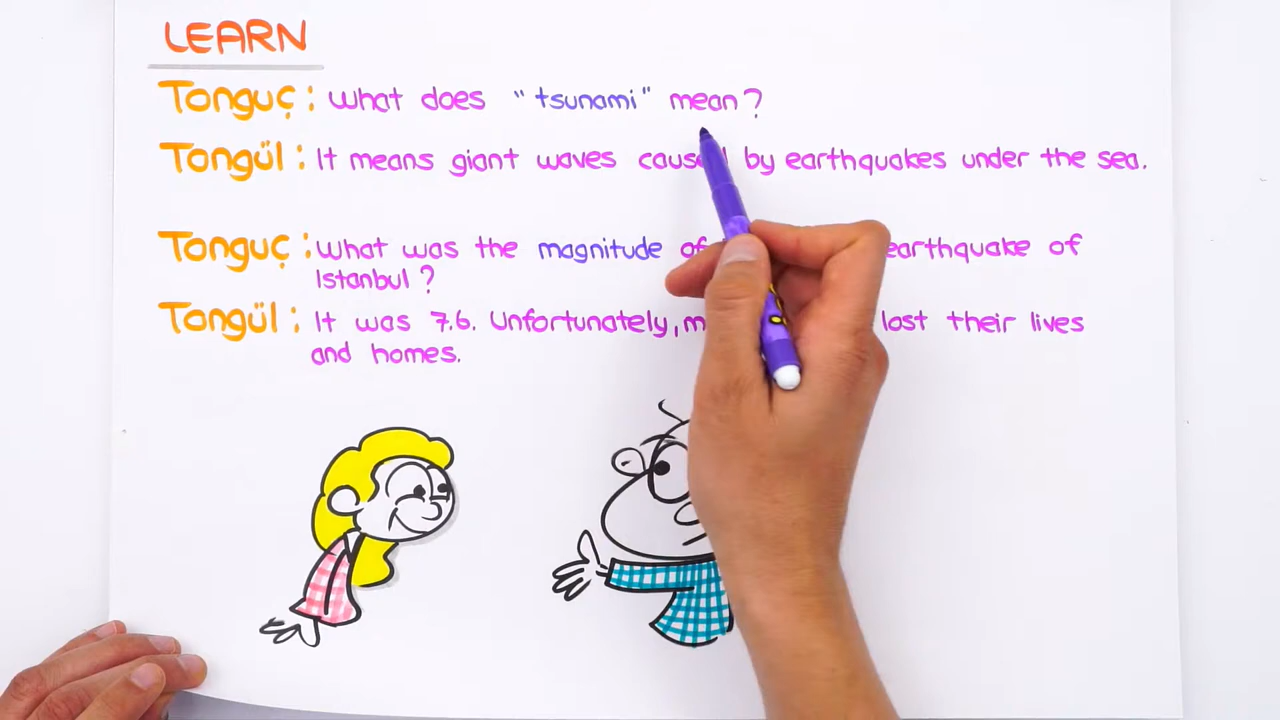 LEARN
Tonguç: What does "tsunami" mean?
Tongül: It means giant waves caused by earthquakes under the sea.
Tonguç: What was the magnitude of earthquake of
Istanbul?
Tongül: It was 7.6. Unfortunately, lost their lives
and homes.